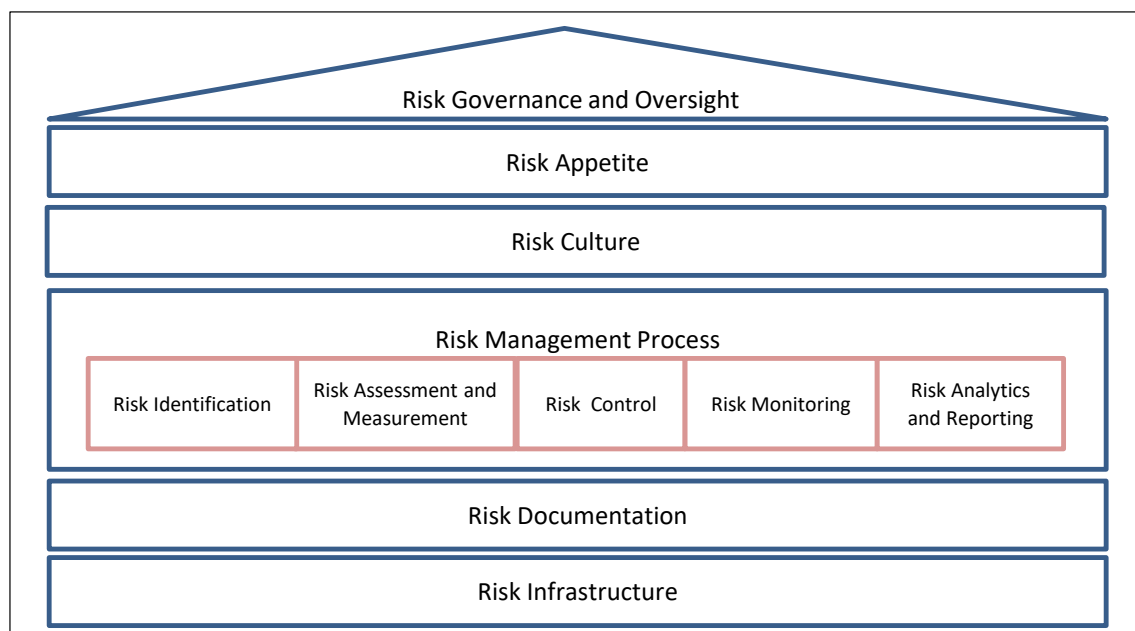 Risk Governance and Oversight
Risk Appetite
Risk Culture
Risk Management Process
Risk Identification
Risk Assessment and
Measurement
Risk Control
Risk Monitoring
Risk Analytics
and Reporting
Risk Documentation
Risk Infrastructure